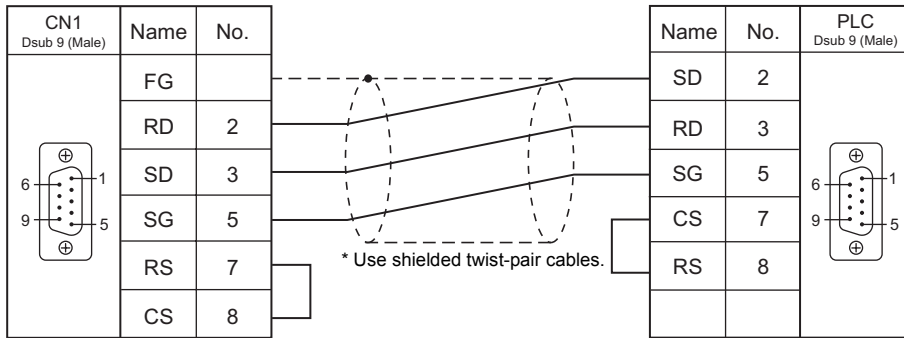 CN1
Dsub 9 (Male)
Name No.
FG
RD 2
SD 3
SG 5
RS 7
CS 8
6 1
9 5
* Use shielded twist-pair cables.
Name No.
SD 2
RD 3
SG 5
CS 7
RS 8
PLC
Dsub 9 (Male)
6 1
9 5